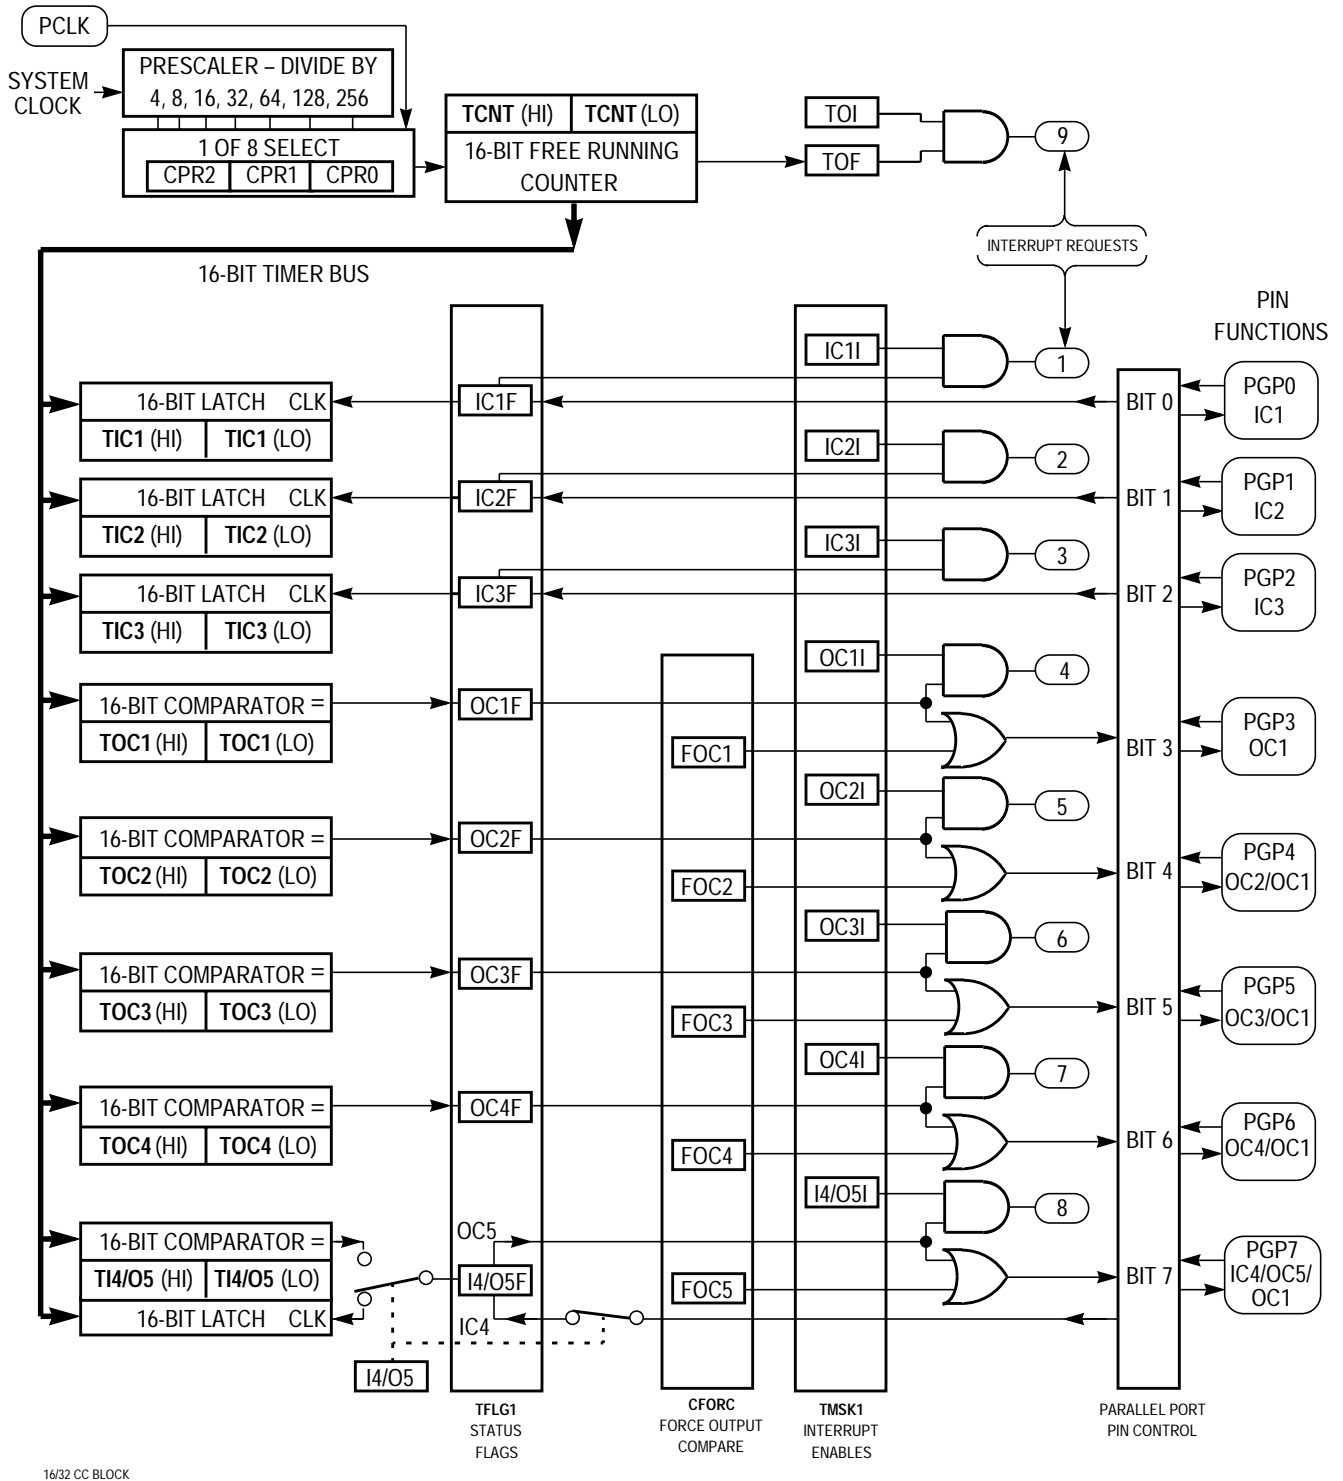 PCLK
SYSTEM
CLOCK
PRESCALER – DIVIDE BY
4, 8, 16, 32, 64, 128, 256
1 OF 8 SELECT
CPR2 CPR1 CPR0
TCNT (HI) TCNT (LO)
16-BIT FREE RUNNING
COUNTER
TOI
TOF
9
INTERRUPT REQUESTS
16-BIT TIMER BUS
PIN
FUNCTIONS
IC1I
1
16-BIT LATCH CLK
TIC1 (HI) TIC1 (LO)
IC1F
BIT 0
PGP0
IC1
IC2I
2
16-BIT LATCH CLK
TIC2 (HI) TIC2 (LO)
IC2F
BIT 1
PGP1
IC2
IC3I
3
16-BIT LATCH CLK
TIC3 (HI) TIC3 (LO)
IC3F
BIT 2
PGP2
IC3
OC1I
4
16-BIT COMPARATOR =
TOC1 (HI) TOC1 (LO)
OC1F
FOC1
BIT 3
PGP3
OC1
OC2I
5
16-BIT COMPARATOR =
TOC2 (HI) TOC2 (LO)
OC2F
FOC2
BIT 4
PGP4
OC2/OC1
OC3I
6
16-BIT COMPARATOR =
TOC3 (HI) TOC3 (LO)
OC3F
FOC3
BIT 5
PGP5
OC3/OC1
OC4I
7
16-BIT COMPARATOR =
TOC4 (HI) TOC4 (LO)
OC4F
FOC4
BIT 6
PGP6
OC4/OC1
I4/O5I
8
16-BIT COMPARATOR =
TI4/O5 (HI) TI4/O5 (LO)
16-BIT LATCH CLK
OC5
I4/O5F
IC4
FOC5
BIT 7
PGP7
IC4/OC5/
OC1
I4/O5
TFLG1
STATUS
FLAGS
CFORC
FORCE OUTPUT
COMPARE
TMSK1
INTERRUPT
ENABLES
PARALLEL PORT
PIN CONTROL
16/32 CC BLOCK